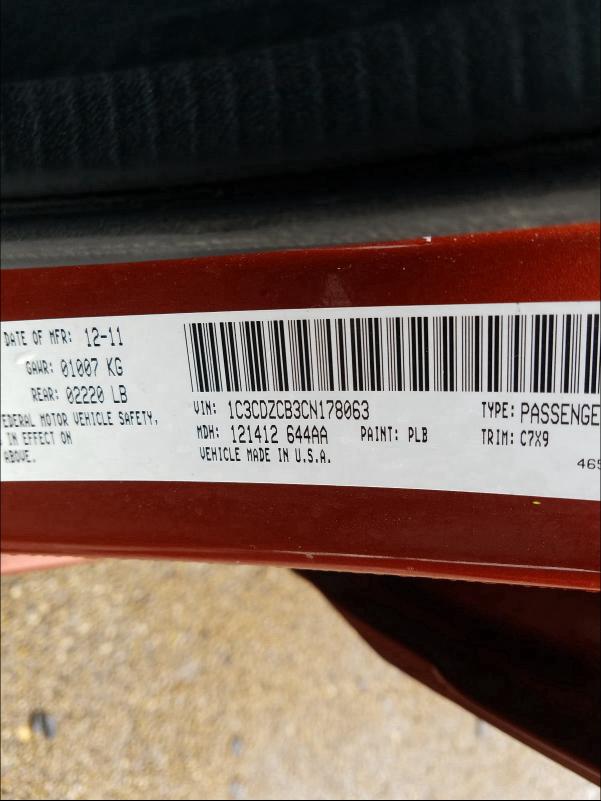 DATE OF MFR: 12-11
GAWR: 01007 KG
REAR: 02220 LB
FEDERAL MOTOR VEHICLE SAFETY,
IN EFFECT ON
ABOVE.
VIN: 1C3CDZCB3CN178063
TYPE: PASSENGE
MDH: 121412 644AA PAINT: PLB TRIM: C7X9
VEHICLE MADE IN U.S.A.
465